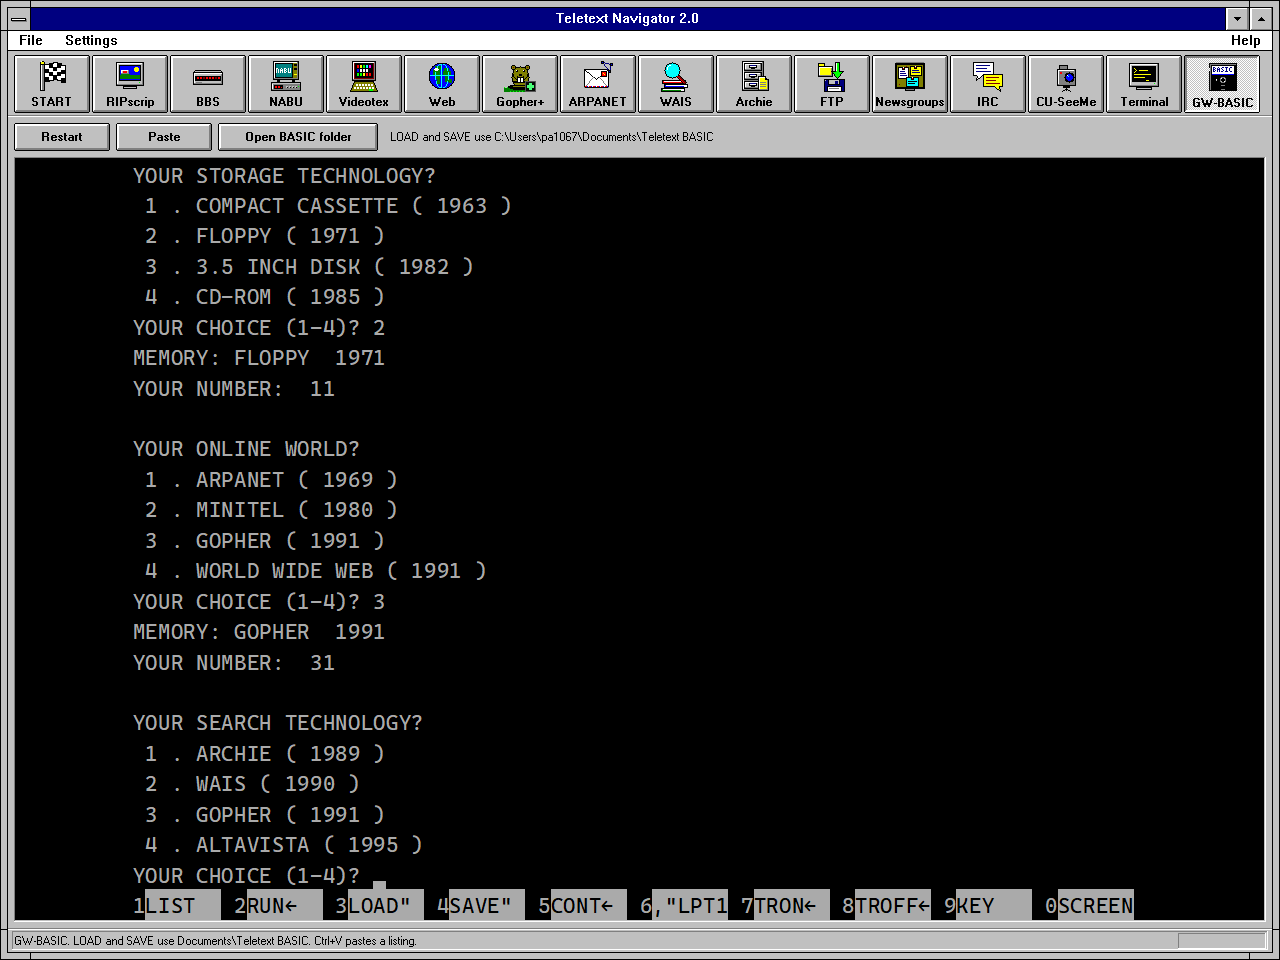 Teletext Navigator 2.0
File Settings Help
START RIPscrip BBS NABU Videotex Web Gopher+ ARPANET WAIS Archie FTP Newsgroups IRC CU-SeeMe Terminal GW-BASIC
NABU
BASIC
Restart Paste Open BASIC folder LOAD and SAVE use C:\Users\pa1067\Documents\Teletext BASIC
YOUR STORAGE TECHNOLOGY?
1 . COMPACT CASSETTE ( 1963 )
2 . FLOPPY ( 1971 )
3 . 3.5 INCH DISK ( 1982 )
4 . CD-ROM ( 1985 )
YOUR CHOICE (1-4)? 2
MEMORY: FLOPPY  1971
YOUR NUMBER:  11
YOUR ONLINE WORLD?
1 . ARPANET ( 1969 )
2 . MINITEL ( 1980 )
3 . GOPHER ( 1991 )
4 . WORLD WIDE WEB ( 1991 )
YOUR CHOICE (1-4)? 3
MEMORY: GOPHER  1991
YOUR NUMBER:  31
YOUR SEARCH TECHNOLOGY?
1 . ARCHIE ( 1989 )
2 . WAIS ( 1990 )
3 . GOPHER ( 1991 )
4 . ALTAVISTA ( 1995 )
YOUR CHOICE (1-4)?
1LIST 2RUN← 3LOAD" 4SAVE" 5CONT← 6,"LPT1 7TRON← 8TROFF← 9KEY 0SCREEN
GW-BASIC. LOAD and SAVE use Documents\Teletext BASIC. Ctrl+V pastes a listing.